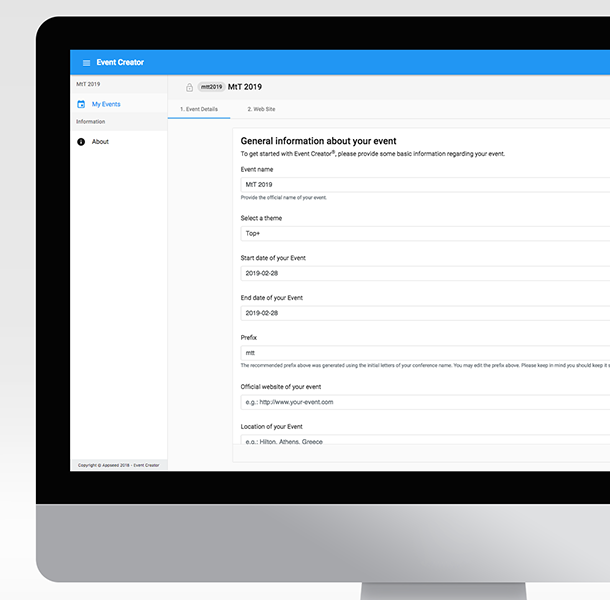 Event Creator
MtT 2019
mtt2019 MtT 2019
My Events
1. Event Details 2. Web Site
Information
About
General information about your event
To get started with Event Creator®, please provide some basic information regarding your event.
Event name
MtT 2019
Provide the official name of your event.
Select a theme
Top+
Start date of your Event
2019-02-28
End date of your Event
2019-02-28
Prefix
mtt
The recommended prefix above was generated using the initial letters of your conference name. You may edit the prefix above. Please keep in mind you should keep it s
Official website of your event
e.g.: http://www.your-event.com
Location of your Event
e.g.: Hilton, Athens, Greece
Copyright © Appseed 2018 - Event Creator